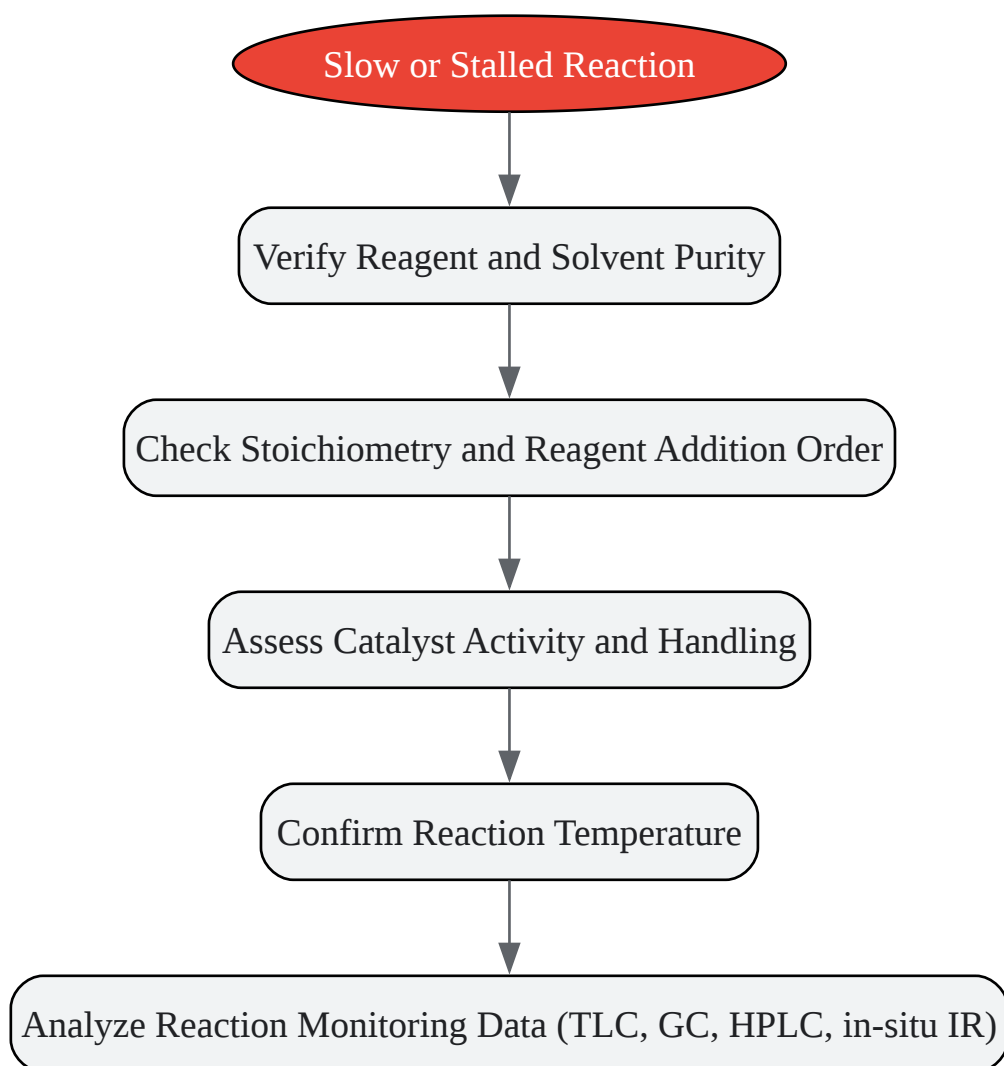 Slow or Stalled Reaction
Verify Reagent and Solvent Purity
Check Stoichiometry and Reagent Addition Order
Assess Catalyst Activity and Handling
Confirm Reaction Temperature
Analyze Reaction Monitoring Data (TLC, GC, HPLC, in-situ IR)